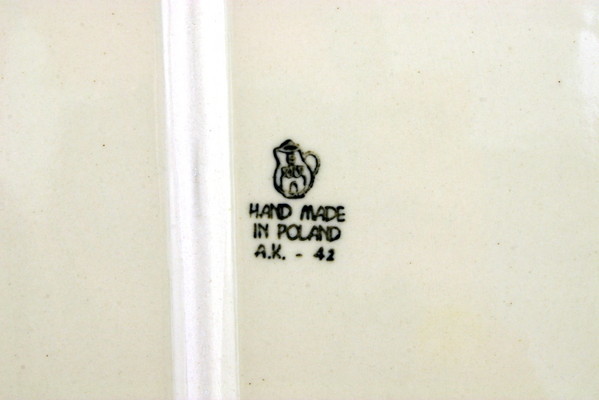 HAND MADE
IN POLAND
A.K. - 42